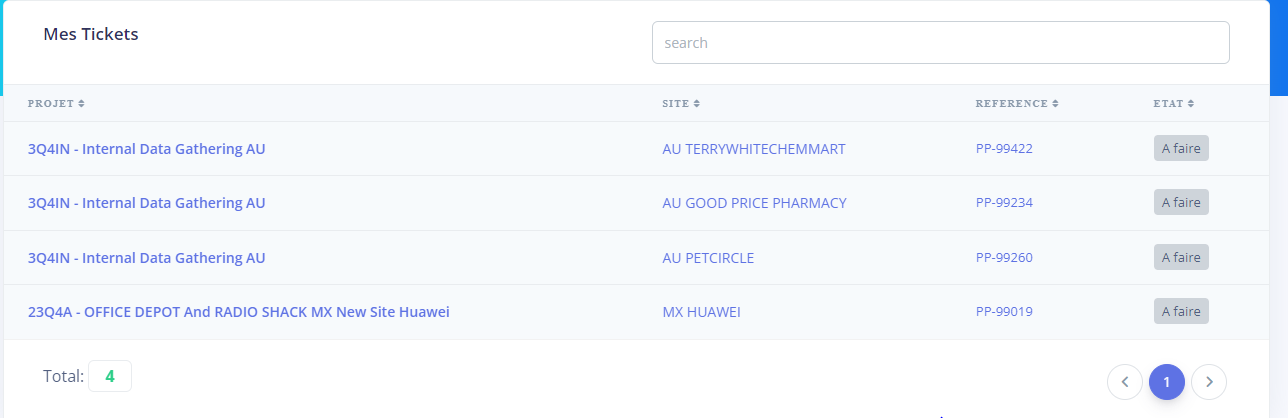 Mes Tickets
search
PROJET SITE REFERENCE ETAT
3Q4IN - Internal Data Gathering AU AU TERRYWHITECHEMMART PP-99422 A faire
3Q4IN - Internal Data Gathering AU AU GOOD PRICE PHARMACY PP-99234 A faire
3Q4IN - Internal Data Gathering AU AU PETCIRCLE PP-99260 A faire
23Q4A - OFFICE DEPOT And RADIO SHACK MX New Site Huawei MX HUAWEI PP-99019 A faire
Total: 4
1